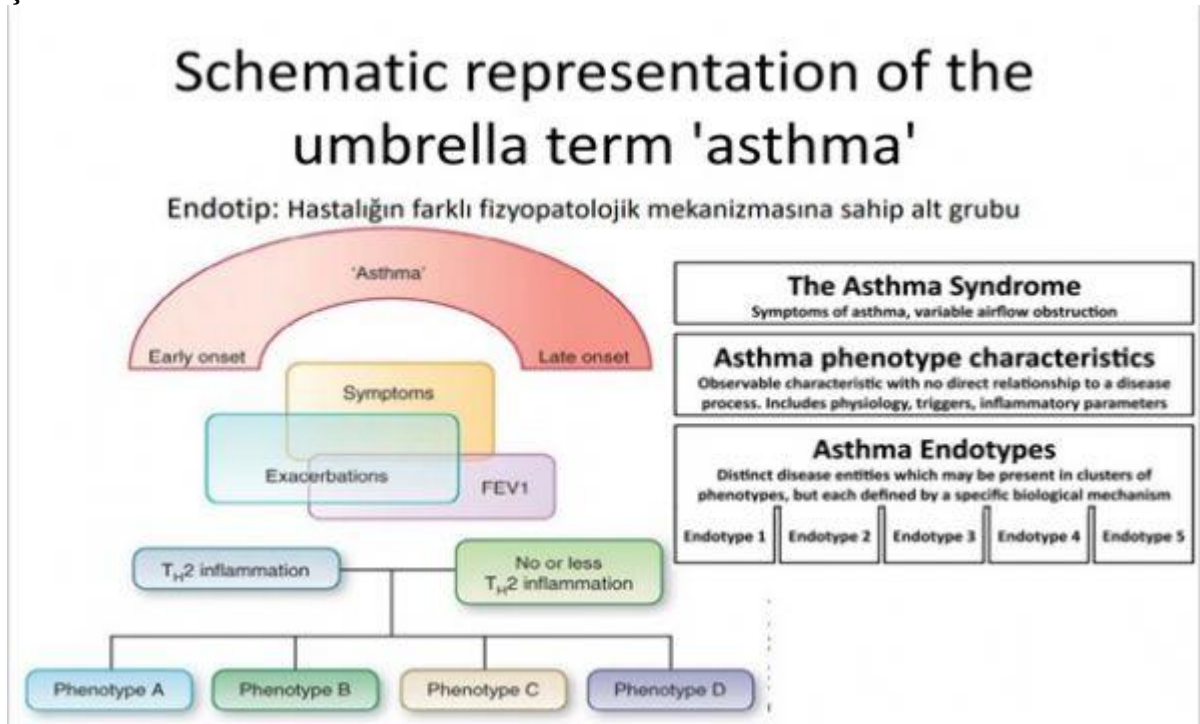 Schematic representation of the
umbrella term 'asthma'
Endotip: Hastalığın farklı fizyopatolojik mekanizmasına sahip alt grubu
'Asthma'
Early onset
Late onset
Symptoms
Exacerbations
FEV1
TH2 inflammation
No or less
TH2 inflammation
Phenotype A
Phenotype B
Phenotype C
Phenotype D
The Asthma Syndrome
Symptoms of asthma, variable airflow obstruction
Asthma phenotype characteristics
Observable characteristic with no direct relationship to a disease
process. Includes physiology, triggers, inflammatory parameters
Asthma Endotypes
Distinct disease entities which may be present in clusters of
phenotypes, but each defined by a specific biological mechanism
Endotype 1
Endotype 2
Endotype 3
Endotype 4
Endotype 5